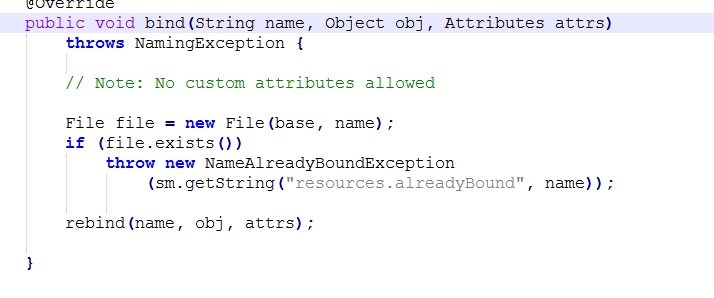 @Override
public void bind(String name, Object obj, Attributes attrs)
throws NamingException {
// Note: No custom attributes allowed
File file = new File(base, name);
if (file.exists())
throw new NameAlreadyBoundException
(sm.getString("resources.alreadyBound", name));
rebind(name, obj, attrs);
}